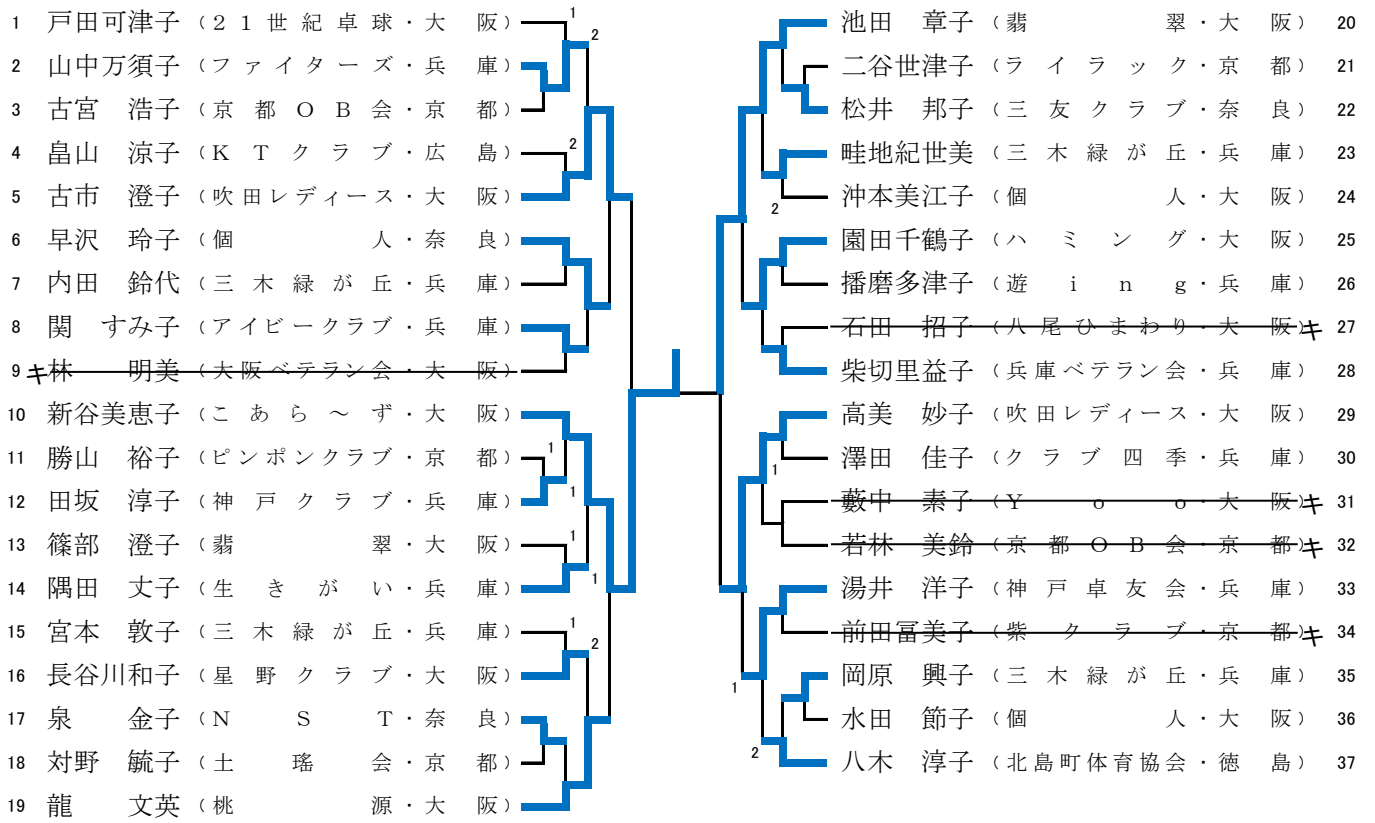 1 戸田可津子（２１世紀卓球・大阪）
2 山中万須子（ファイターズ・兵庫）
3 古宮　浩子（京都ＯＢ会・京都）
4 畠山　涼子（ＫＴクラブ・広島）
5 古市　澄子（吹田レディース・大阪）
6 早沢　玲子（個人・奈良）
7 内田　鈴代（三木緑が丘・兵庫）
8 関　すみ子（アイビークラブ・兵庫）
9 キ林　明美（大阪ベテラン会・大阪）
10 新谷美恵子（こあら～ず・大阪）
11 勝山　裕子（ピンポンクラブ・京都）
12 田坂　淳子（神戸クラブ・兵庫）
13 篠部　澄子（翡翠・大阪）
14 隅田　丈子（生きがい・兵庫）
15 宮本　敦子（三木緑が丘・兵庫）
16 長谷川和子（星野クラブ・大阪）
17 泉　金子（ＮＳＴ・奈良）
18 対野　毓子（土瑤会・京都）
19 龍　文英（桃源・大阪）
1
2
2
1
1
1
1
1
2
池田　章子（翡翠・大阪） 20
二谷世津子（ライラック・京都） 21
松井　邦子（三友クラブ・奈良） 22
畦地紀世美（三木緑が丘・兵庫） 23
沖本美江子（個人・大阪） 24
園田千鶴子（ハミング・大阪） 25
播磨多津子（遊ｉｎｇ・兵庫） 26
石田　招子（八尾ひまわり・大阪）キ 27
柴切里益子（兵庫ベテラン会・兵庫） 28
高美　妙子（吹田レディース・大阪） 29
澤田　佳子（クラブ四季・兵庫） 30
藪中　素子（Ｙｏｏ・大阪）キ 31
若林　美鈴（京都ＯＢ会・京都）キ 32
湯井　洋子（神戸卓友会・兵庫） 33
前田冨美子（紫クラブ・京都）キ 34
岡原　興子（三木緑が丘・兵庫） 35
水田　節子（個人・大阪） 36
八木　淳子（北島町体育協会・徳島） 37
2
1
1
2